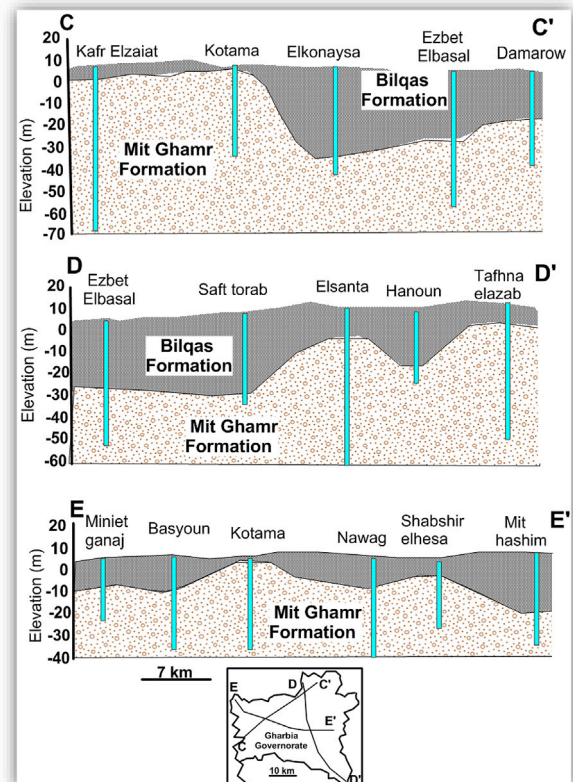 C
C'
20
10
0
-10
-20
-30
-40
-50
-60
-70
Elevation (m)
Kafr Elzaiat
Kotama
Elkonaysa
Ezbet
Elbasal
Damarow
Bilqas
Formation
Mit Ghamr
Formation
D
D'
20
10
0
-10
-20
-30
-40
-50
-60
Elevation (m)
Ezbet
Elbasal
Saft torab
Elsanta
Hanoun
Tafhna
elazab
Bilqas
Formation
Mit Ghamr
Formation
E
E'
20
10
0
-10
-20
-30
-40
Elevation (m)
Miniet
ganaj
Basyoun
Kotama
Nawag
Shabshir
elhesa
Mit
hashim
Mit Ghamr
Formation
7 km
E
D
C'
E'
Gharbia
Governorate
C
10 km
D'